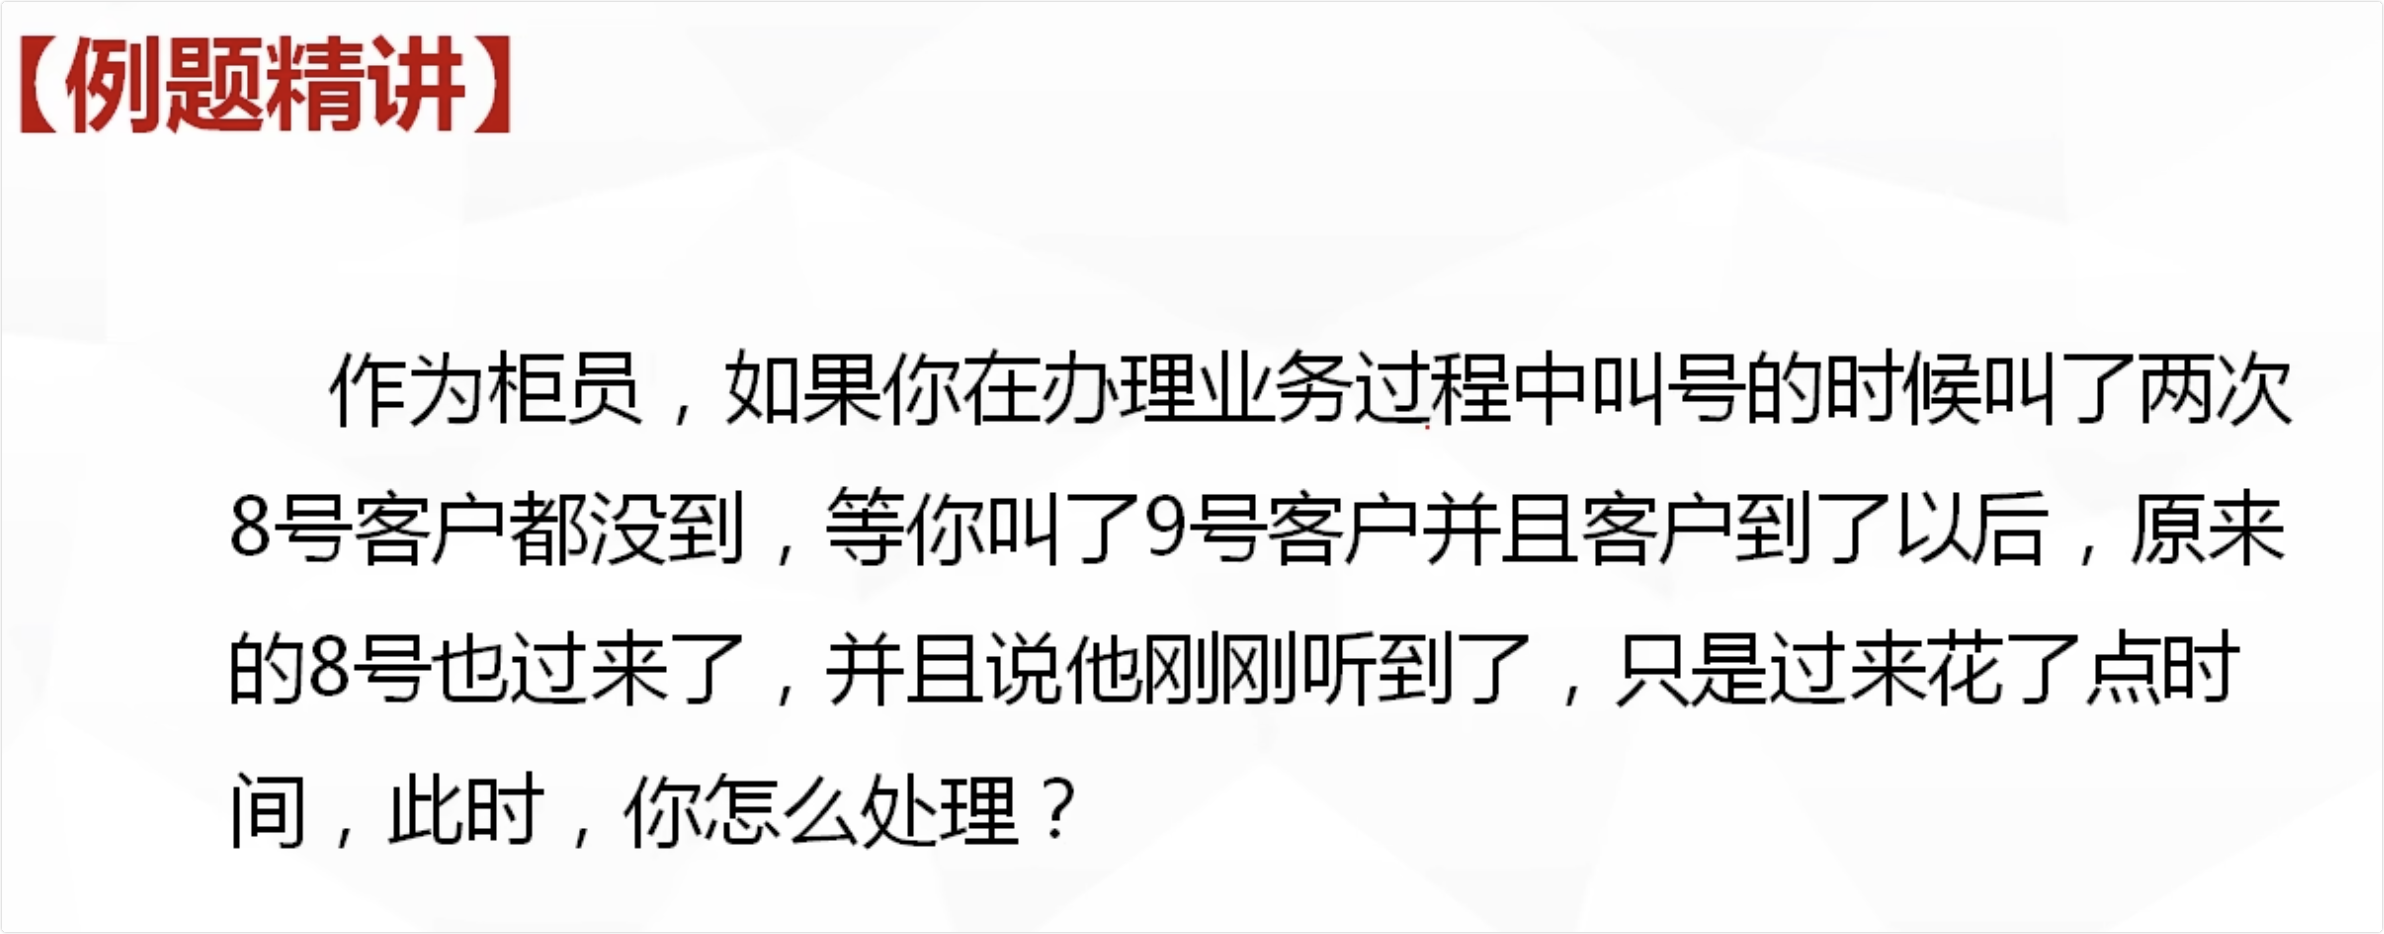 【例题精讲】
作为柜员，如果你在办理业务过程中叫号的时候叫了两次
8号客户都没到，等你叫了9号客户并且客户到了以后，原来
的8号也过来了，并且说他刚刚听到了，只是过来花了点时
间，此时，你怎么处理？